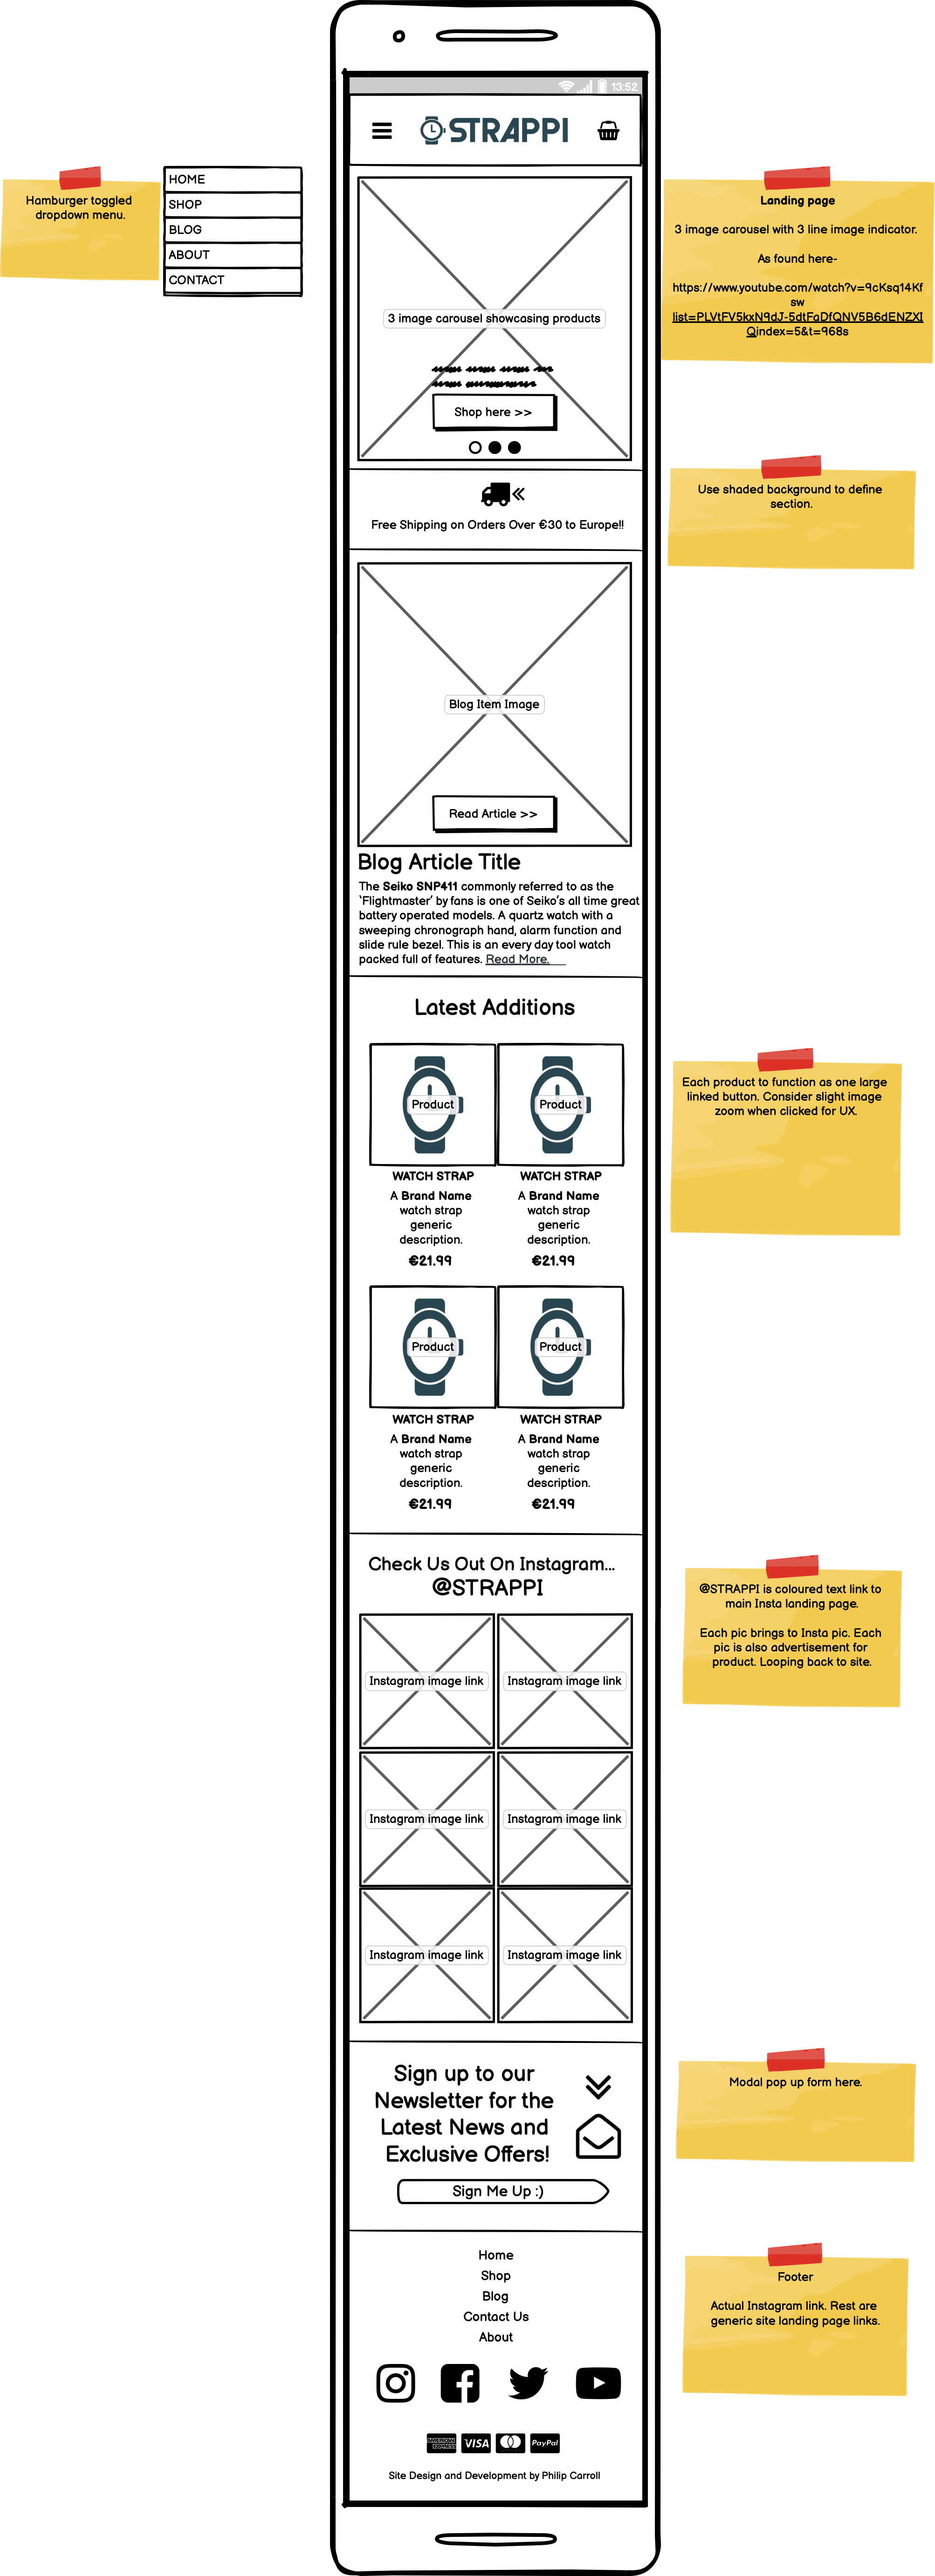 13:52
STRAPPI
Hamburger toggled
dropdown menu.
HOME
SHOP
BLOG
ABOUT
CONTACT
Landing page
3 image carousel with 3 line image indicator.
As found here-
https://www.youtube.com/watch?v=9cKsq14Kf
sw
list=PLVtFV5kxN9dJ-5dtFaDfQNV5B6dENZXI
Qindex=5&t=968s
3 image carousel showcasing products
Shop here >>
Free Shipping on Orders Over €30 to Europe!!
Use shaded background to define
section.
Blog Item Image
Read Article >>
Blog Article Title
The Seiko SNP411 commonly referred to as the
'Flightmaster' by fans is one of Seiko's all time great
battery operated models. A quartz watch with a
sweeping chronograph hand, alarm function and
slide rule bezel. This is an every day tool watch
packed full of features. Read More.
Latest Additions
Each product to function as one large
linked button. Consider slight image
zoom when clicked for UX.
Product
WATCH STRAP
A Brand Name
watch strap
generic
description.
€21.99
Product
WATCH STRAP
A Brand Name
watch strap
generic
description.
€21.99
Product
WATCH STRAP
A Brand Name
watch strap
generic
description.
€21.99
Product
WATCH STRAP
A Brand Name
watch strap
generic
description.
€21.99
Check Us Out On Instagram...
@STRAPPI
@STRAPPI is coloured text link to
main Insta landing page.
Each pic brings to Insta pic. Each
pic is also advertisement for
product. Looping back to site.
Instagram image link
Instagram image link
Instagram image link
Instagram image link
Instagram image link
Instagram image link
Sign up to our
Newsletter for the
Latest News and
Exclusive Offers!
Sign Me Up :)
Modal pop up form here.
Home
Shop
Blog
Contact Us
About
Footer
Actual Instagram link. Rest are
generic site landing page links.
AMERICAN
EXPRESS
VISA
PayPal
Site Design and Development by Philip Carroll